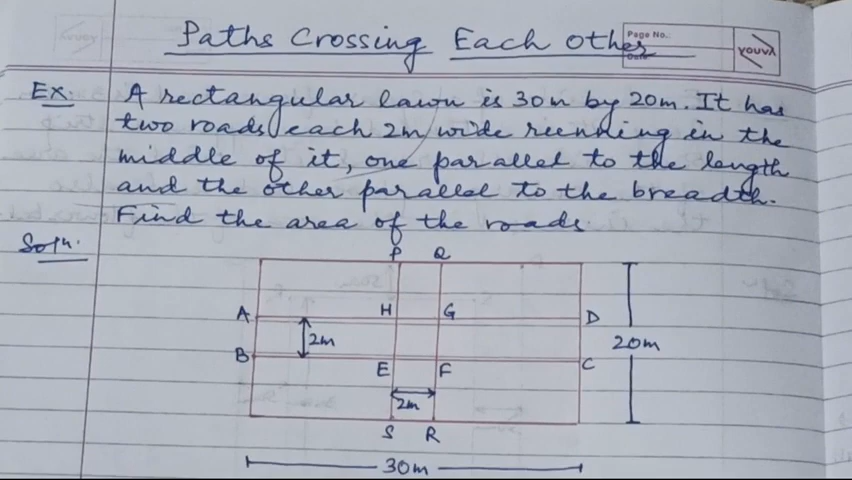 Paths Crossing Each Other
Page No.:
Date:
YOUVA
Ex. A rectangular lawn is 30m by 20m. It has
two roads each 2m wide running in the
middle of it, one parallel to the length
and the other parallel to the breadth.
Find the area of the roads.
Soln.
P Q
A H G D
2m
20m
B E F C
2m
S R
30m